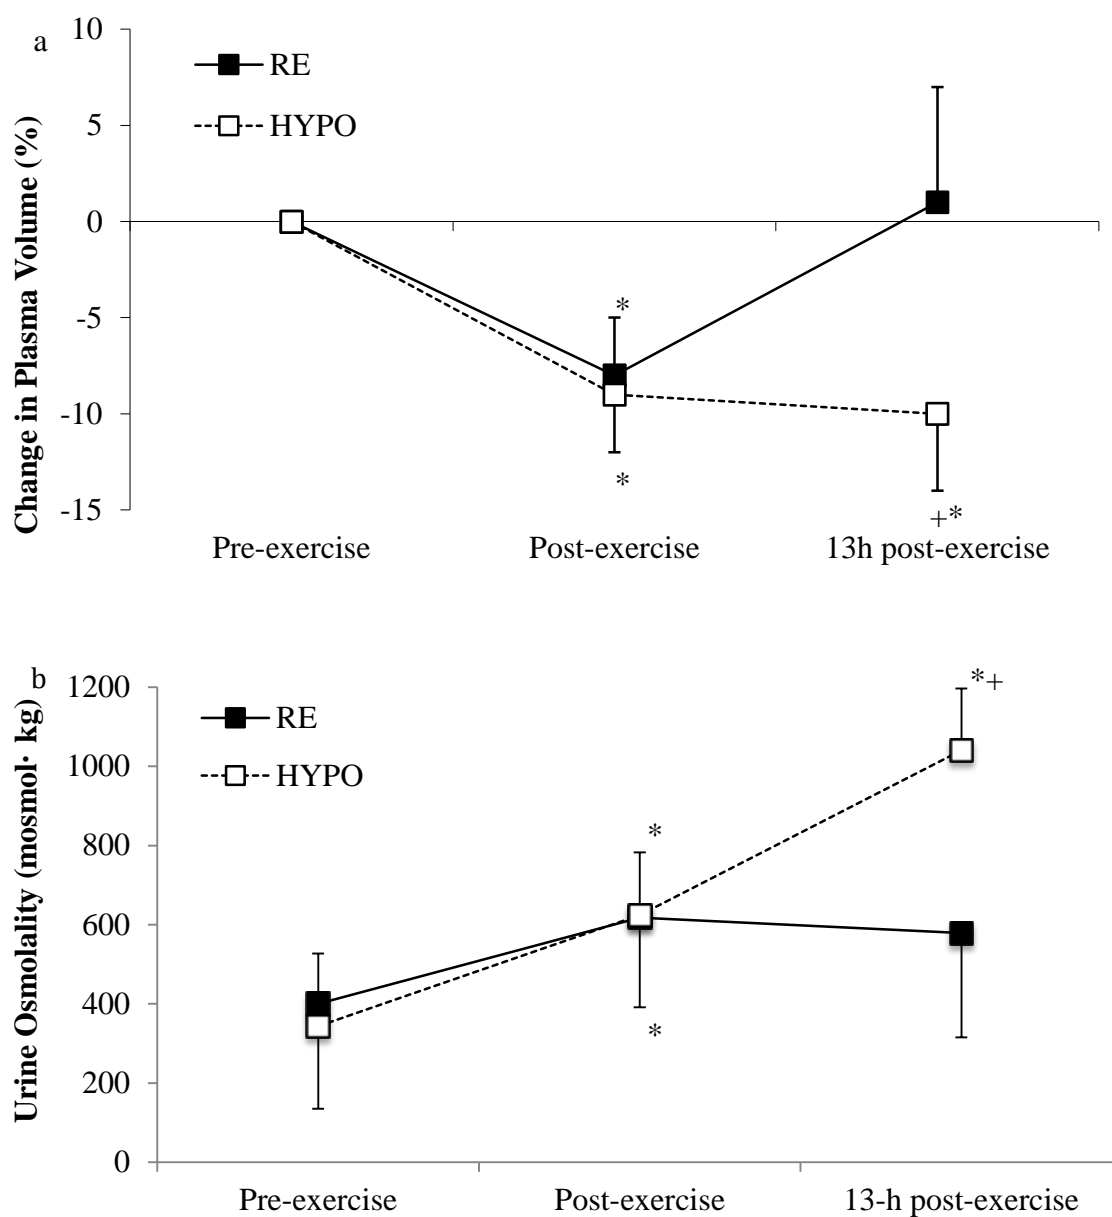 a
Change in Plasma Volume (%)
10
5
0
-5
-10
-15
RE
HYPO
*
*
+*
Pre-exercise Post-exercise 13h post-exercise
b
Urine Osmolality (mosmol· kg)
1200
1000
800
600
400
200
0
RE
HYPO
*+
*
*
Pre-exercise Post-exercise 13-h post-exercise